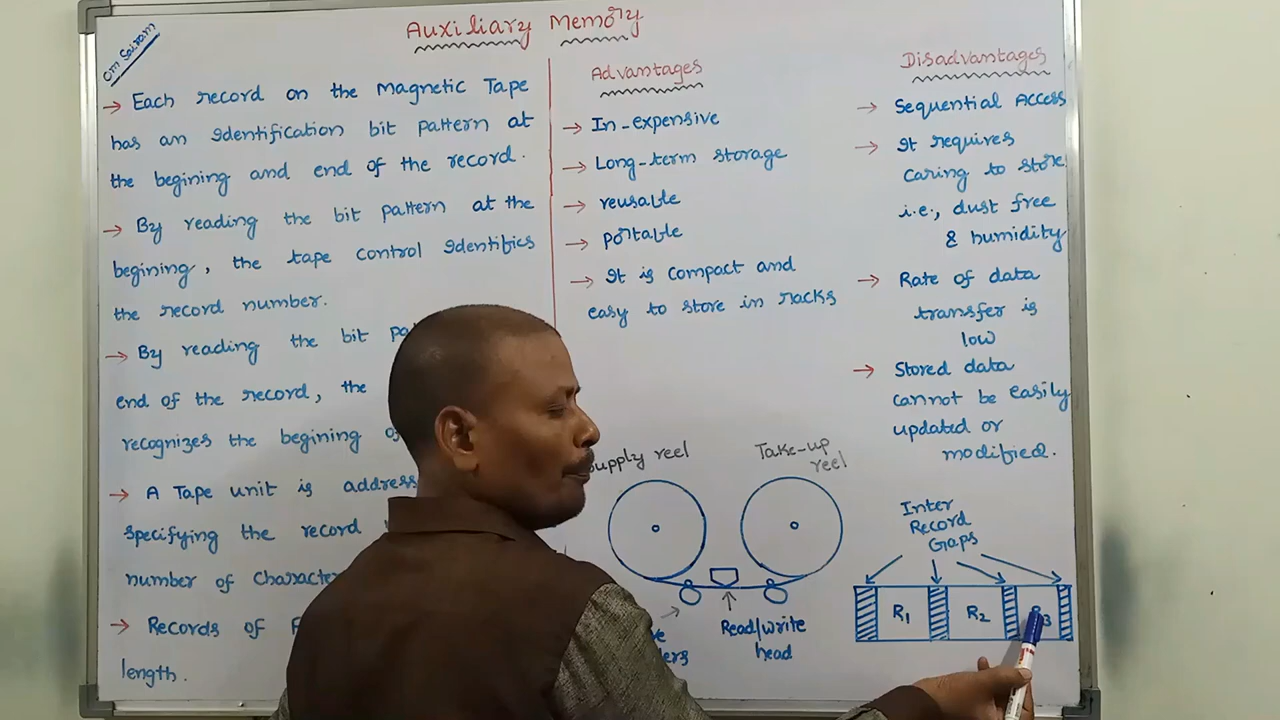 Om Sairam
Auxiliary Memory
→ Each record on the Magnetic Tape
has an Identification bit pattern at
the begining and end of the record.
→ By reading the bit pattern at the
begining, the tape control Identifies
the record number.
→ By reading the bit
end of the record, the
recognizes the begining
→ A Tape unit is
specifying the record
number of
→ Records of
length.
Advantages
→ In-expensive
→ Long-term storage
→ reusable
→ portable
→ It is compact and
easy to store in racks
Disadvantages
→ Sequential Access
→ It requires
caring to store
i.e., dust free
& humidity
→ Rate of data
transfer is
low
→ Stored data
cannot be easily
updated or
modified.
Supply reel
Take-up
reel
Read/write
head
Inter
Record
Gaps
R1 R2